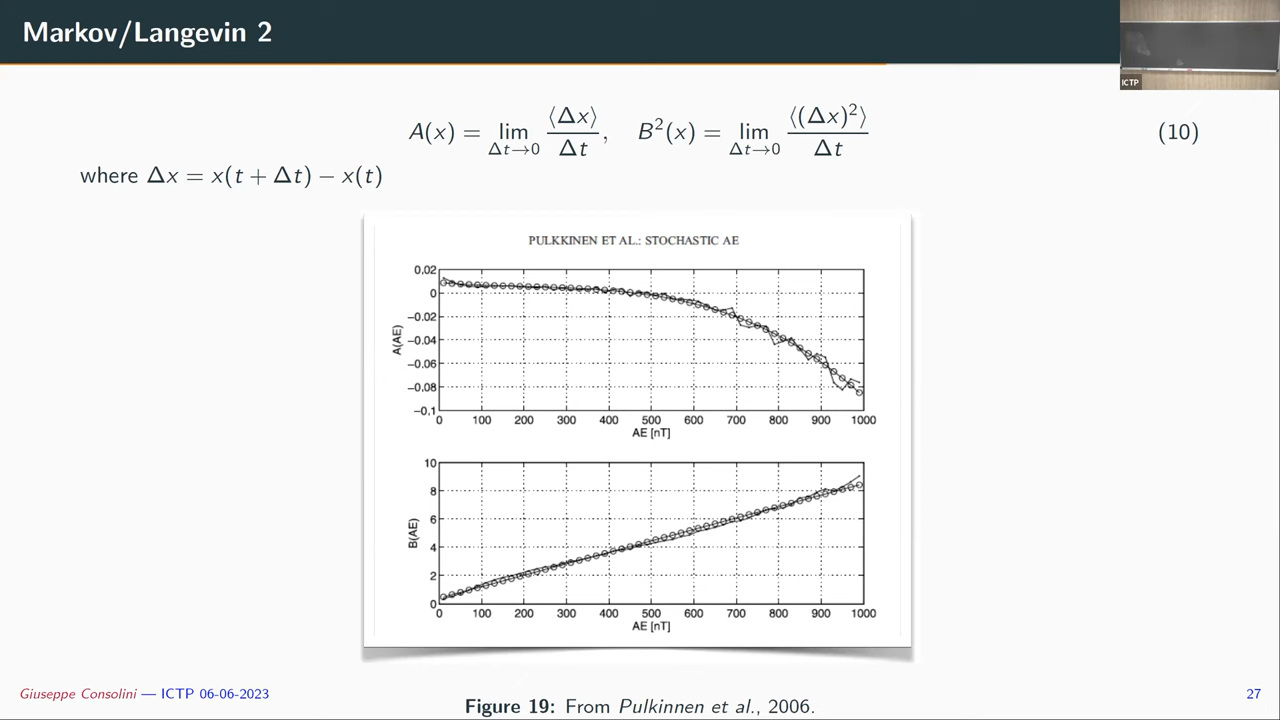 Markov/Langevin 2
ICTP
A(x) = lim Δt→0 ⟨Δx⟩/Δt, B²(x) = lim Δt→0 ⟨(Δx)²⟩/Δt (10)
where Δx = x(t + Δt) − x(t)
PULKKINEN ET AL.: STOCHASTIC AE
0.02
0
−0.02
−0.04
−0.06
−0.08
−0.1
A(AE)
0 100 200 300 400 500 600 700 800 900 1000
AE [nT]
10
8
6
4
2
0
B(AE)
0 100 200 300 400 500 600 700 800 900 1000
AE [nT]
Giuseppe Consolini — ICTP 06-06-2023
27
Figure 19: From Pulkinnen et al., 2006.